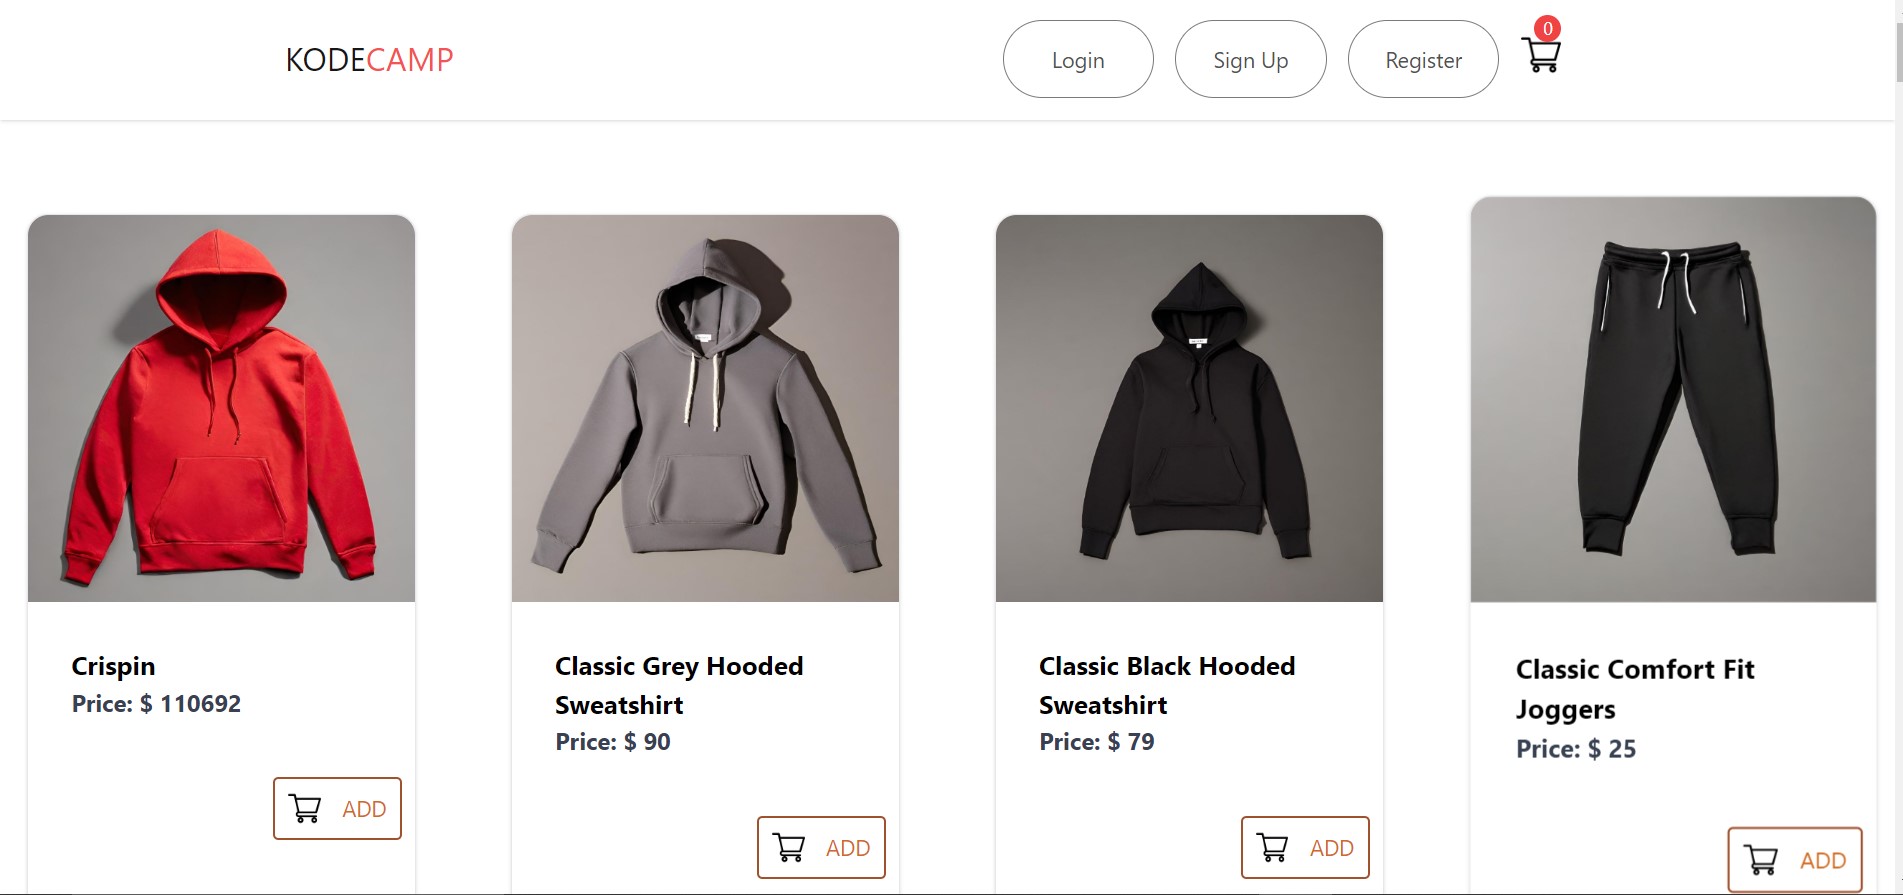 KODECAMP
Login
Sign Up
Register
0
Crispin
Price: $ 110692
ADD
Classic Grey Hooded
Sweatshirt
Price: $ 90
ADD
Classic Black Hooded
Sweatshirt
Price: $ 79
ADD
Classic Comfort Fit
Joggers
Price: $ 25
ADD